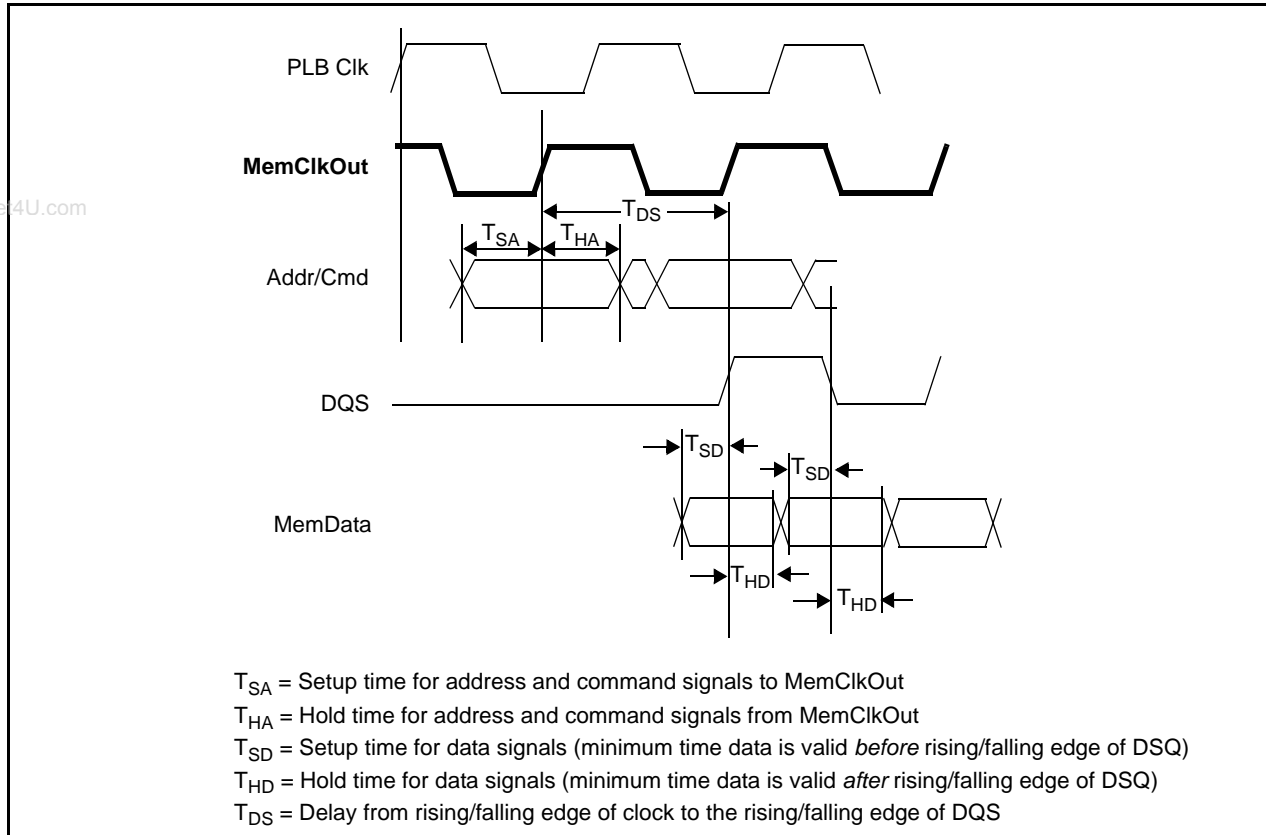 PLB Clk
MemClkOut
et4U.com
T_DS
T_SA T_HA
Addr/Cmd
DQS
T_SD
T_SD
MemData
T_HD
T_HD
T_SA = Setup time for address and command signals to MemClkOut
T_HA = Hold time for address and command signals from MemClkOut
T_SD = Setup time for data signals (minimum time data is valid before rising/falling edge of DSQ)
T_HD = Hold time for data signals (minimum time data is valid after rising/falling edge of DSQ)
T_DS = Delay from rising/falling edge of clock to the rising/falling edge of DQS